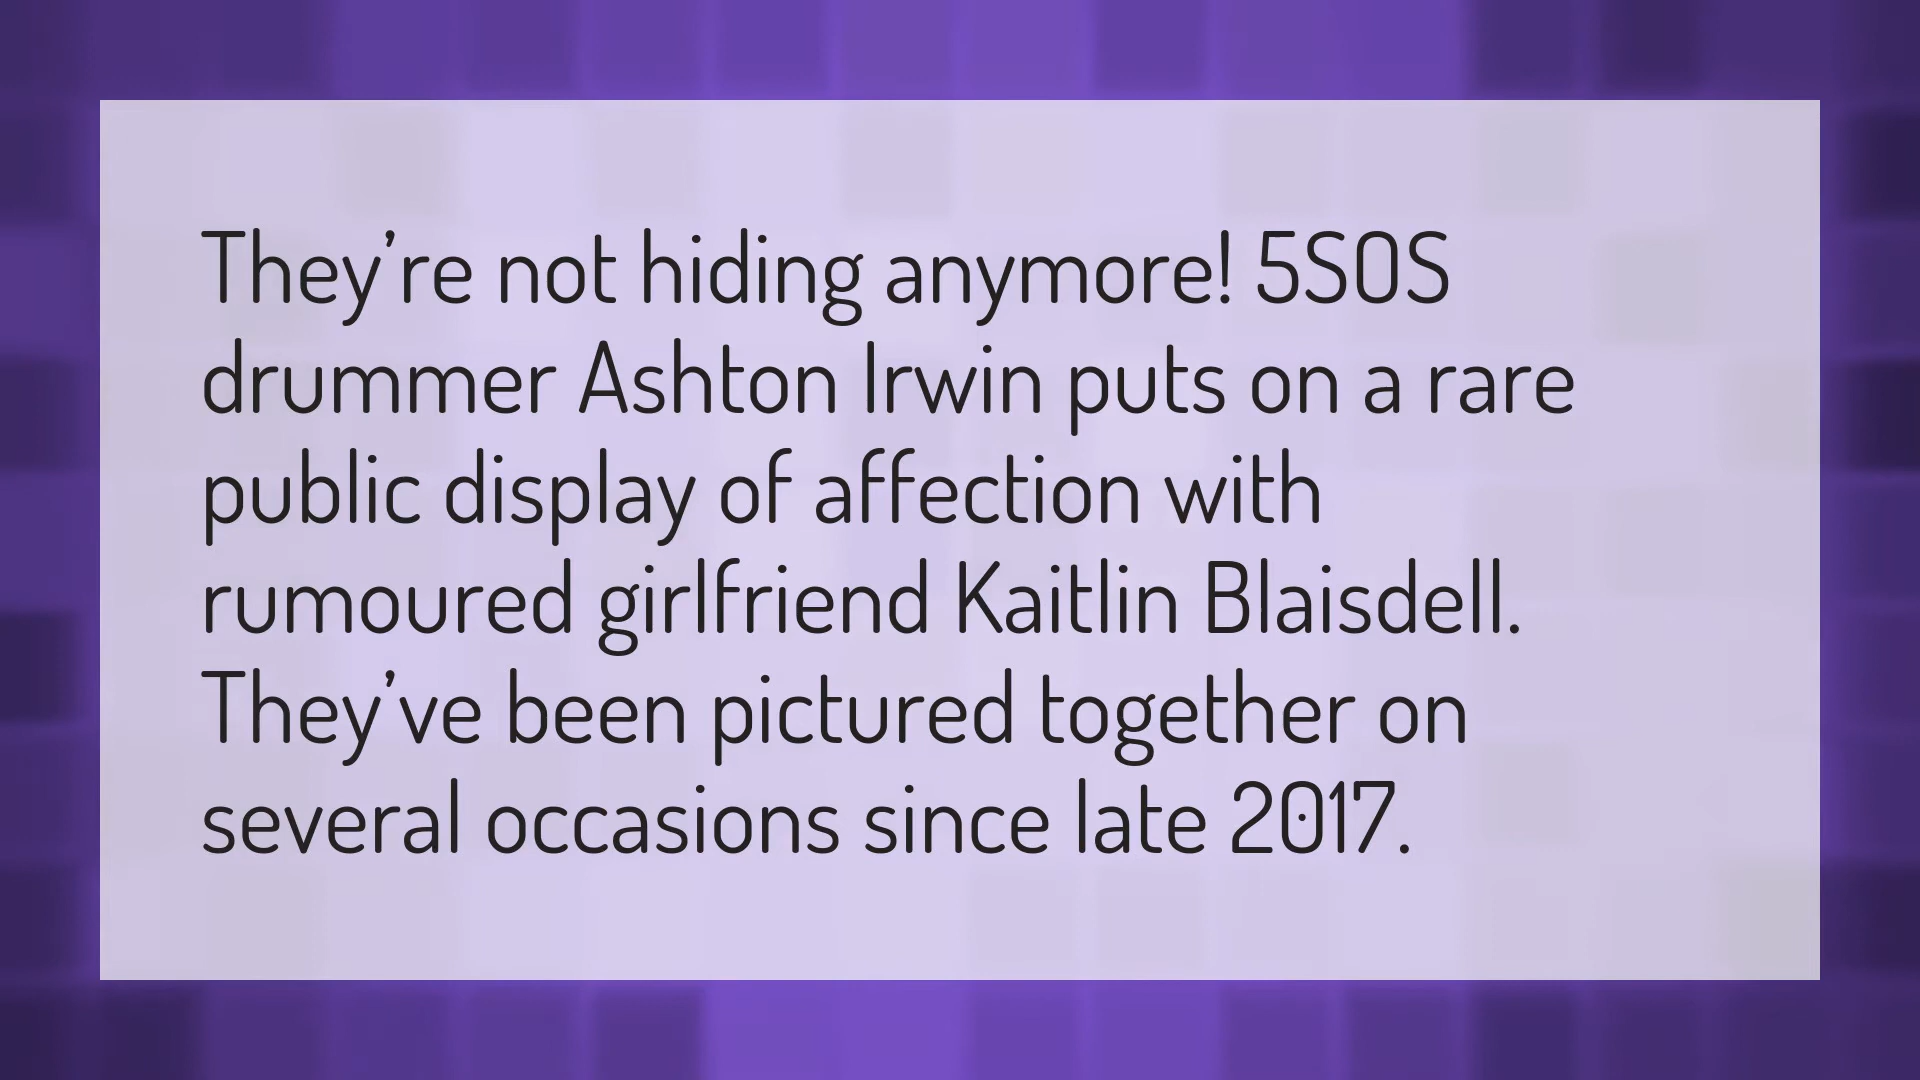 They’re not hiding anymore! 5SOS
drummer Ashton Irwin puts on a rare
public display of affection with
rumoured girlfriend Kaitlin Blaisdell.
They’ve been pictured together on
several occasions since late 2017.